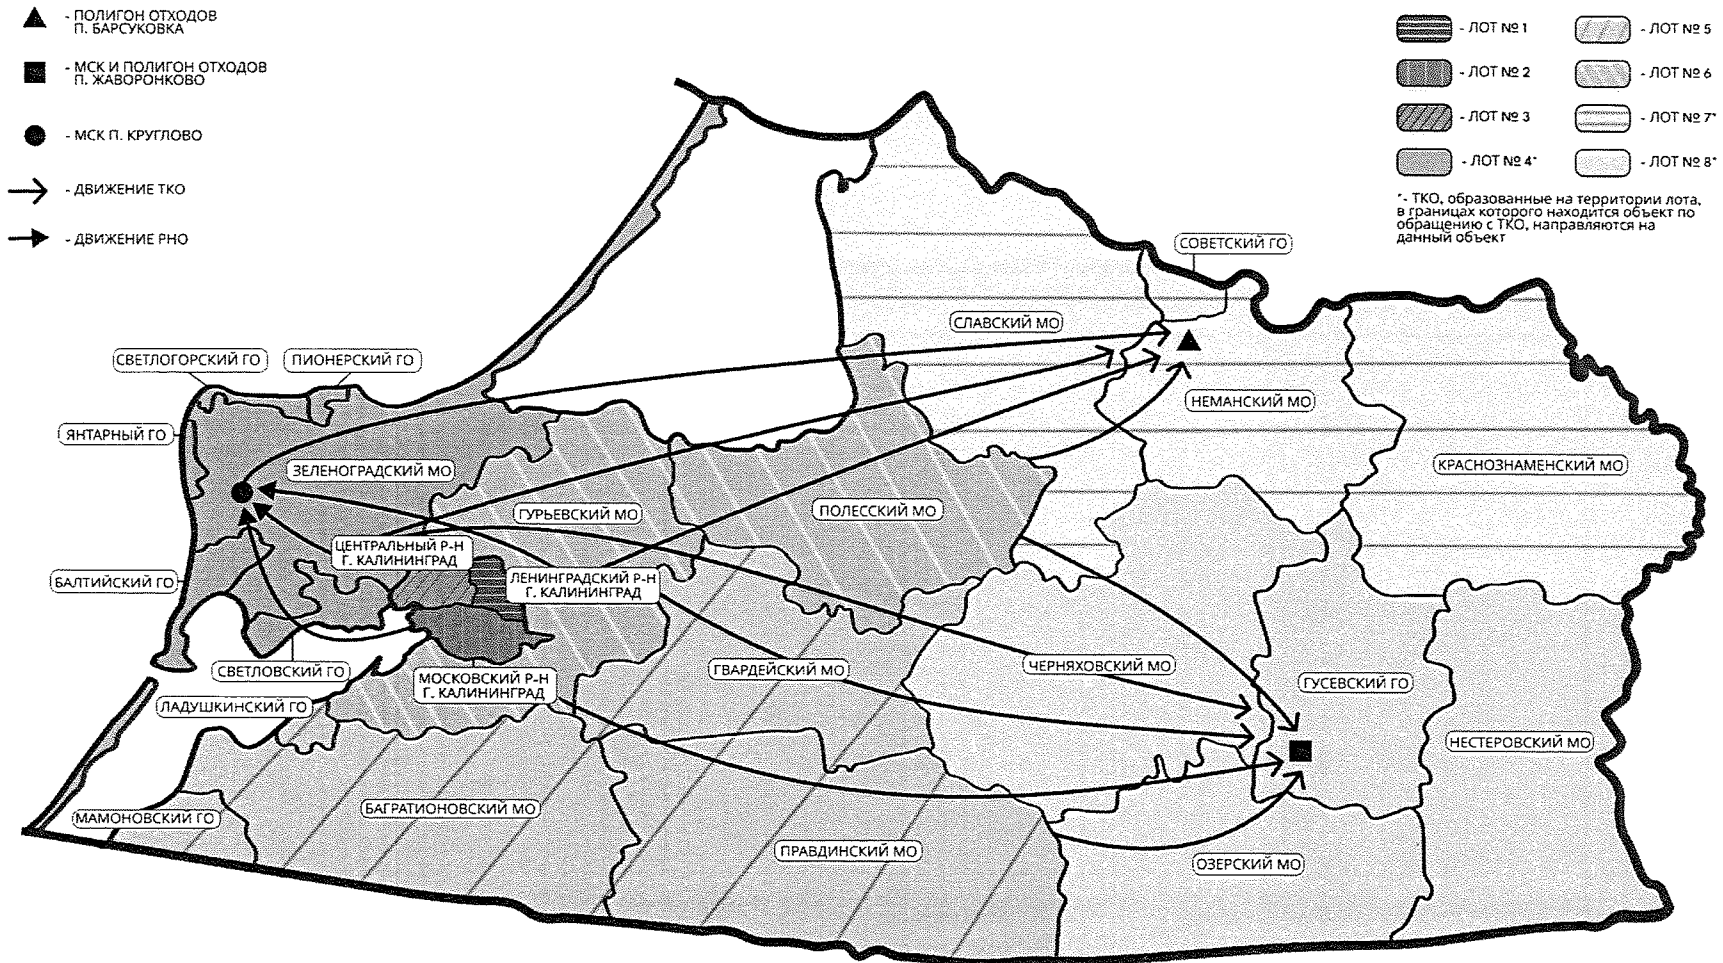 - ПОЛИГОН ОТХОДОВ
П. БАРСУКОВКА
- МСК И ПОЛИГОН ОТХОДОВ
П. ЖАВОРОНКОВО
- МСК П. КРУГЛОВО
- ДВИЖЕНИЕ ТКО
- ДВИЖЕНИЕ РНО
- ЛОТ № 1
- ЛОТ № 2
- ЛОТ № 3
- ЛОТ № 4*
- ЛОТ № 5
- ЛОТ № 6
- ЛОТ № 7*
- ЛОТ № 8*
*- ТКО, образованные на территории лота,
в границах которого находится объект по
обращению с ТКО, направляются на
данный объект
СОВЕТСКИЙ ГО
СЛАВСКИЙ МО
СВЕТЛОГОРСКИЙ ГО
ПИОНЕРСКИЙ ГО
НЕМАНСКИЙ МО
ЯНТАРНЫЙ ГО
ЗЕЛЕНОГРАДСКИЙ МО
КРАСНОЗНАМЕНСКИЙ МО
ГУРЬЕВСКИЙ МО
ПОЛЕССКИЙ МО
ЦЕНТРАЛЬНЫЙ Р-Н
Г. КАЛИНИНГРАД
БАЛТИЙСКИЙ ГО
ЛЕНИНГРАДСКИЙ Р-Н
Г. КАЛИНИНГРАД
СВЕТЛОВСКИЙ ГО
МОСКОВСКИЙ Р-Н
Г. КАЛИНИНГРАД
ГВАРДЕЙСКИЙ МО
ЧЕРНЯХОВСКИЙ МО
ГУСЕВСКИЙ ГО
ЛАДУШКИНСКИЙ ГО
НЕСТЕРОВСКИЙ МО
МАМОНОВСКИЙ ГО
БАГРАТИОНОВСКИЙ МО
ПРАВДИНСКИЙ МО
ОЗЕРСКИЙ МО